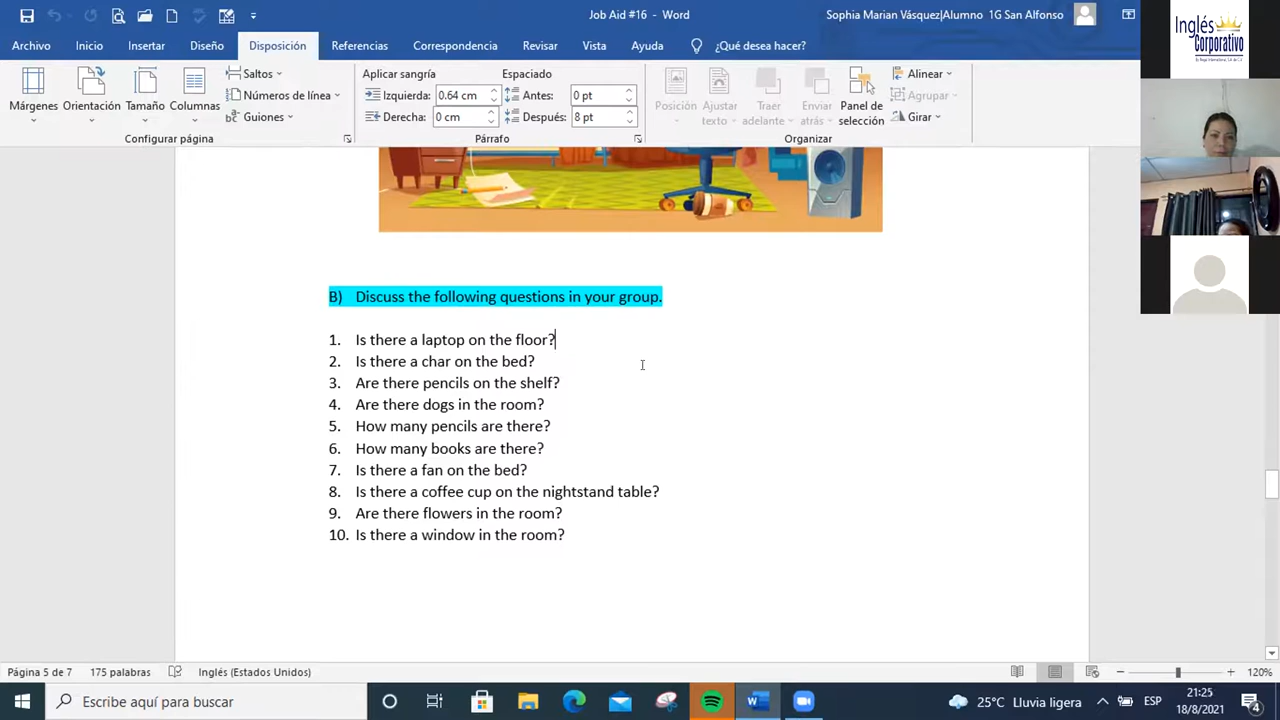 Job Aid #16 - Word
Sophia Marian Vásquez|Alumno 1G San Alfonso
Archivo Inicio Insertar Diseño Disposición Referencias Correspondencia Revisar Vista Ayuda ¿Qué desea hacer?
Márgenes Orientación Tamaño Columnas
Saltos
Números de línea
Guiones
Configurar página
Aplicar sangría Espaciado
Izquierda: 0.64 cm Antes: 0 pt
Derecha: 0 cm Después: 8 pt
Párrafo
Posición Ajustar texto Traer adelante Enviar atrás Panel de selección
Alinear
Agrupar
Girar
Organizar
Inglés
Corporativo
B) Discuss the following questions in your group.
1. Is there a laptop on the floor?
2. Is there a char on the bed?
3. Are there pencils on the shelf?
4. Are there dogs in the room?
5. How many pencils are there?
6. How many books are there?
7. Is there a fan on the bed?
8. Is there a coffee cup on the nightstand table?
9. Are there flowers in the room?
10. Is there a window in the room?
Página 5 de 7 175 palabras Inglés (Estados Unidos) 120%
Escribe aquí para buscar
25°C Lluvia ligera ESP 21:25
18/8/2021
4